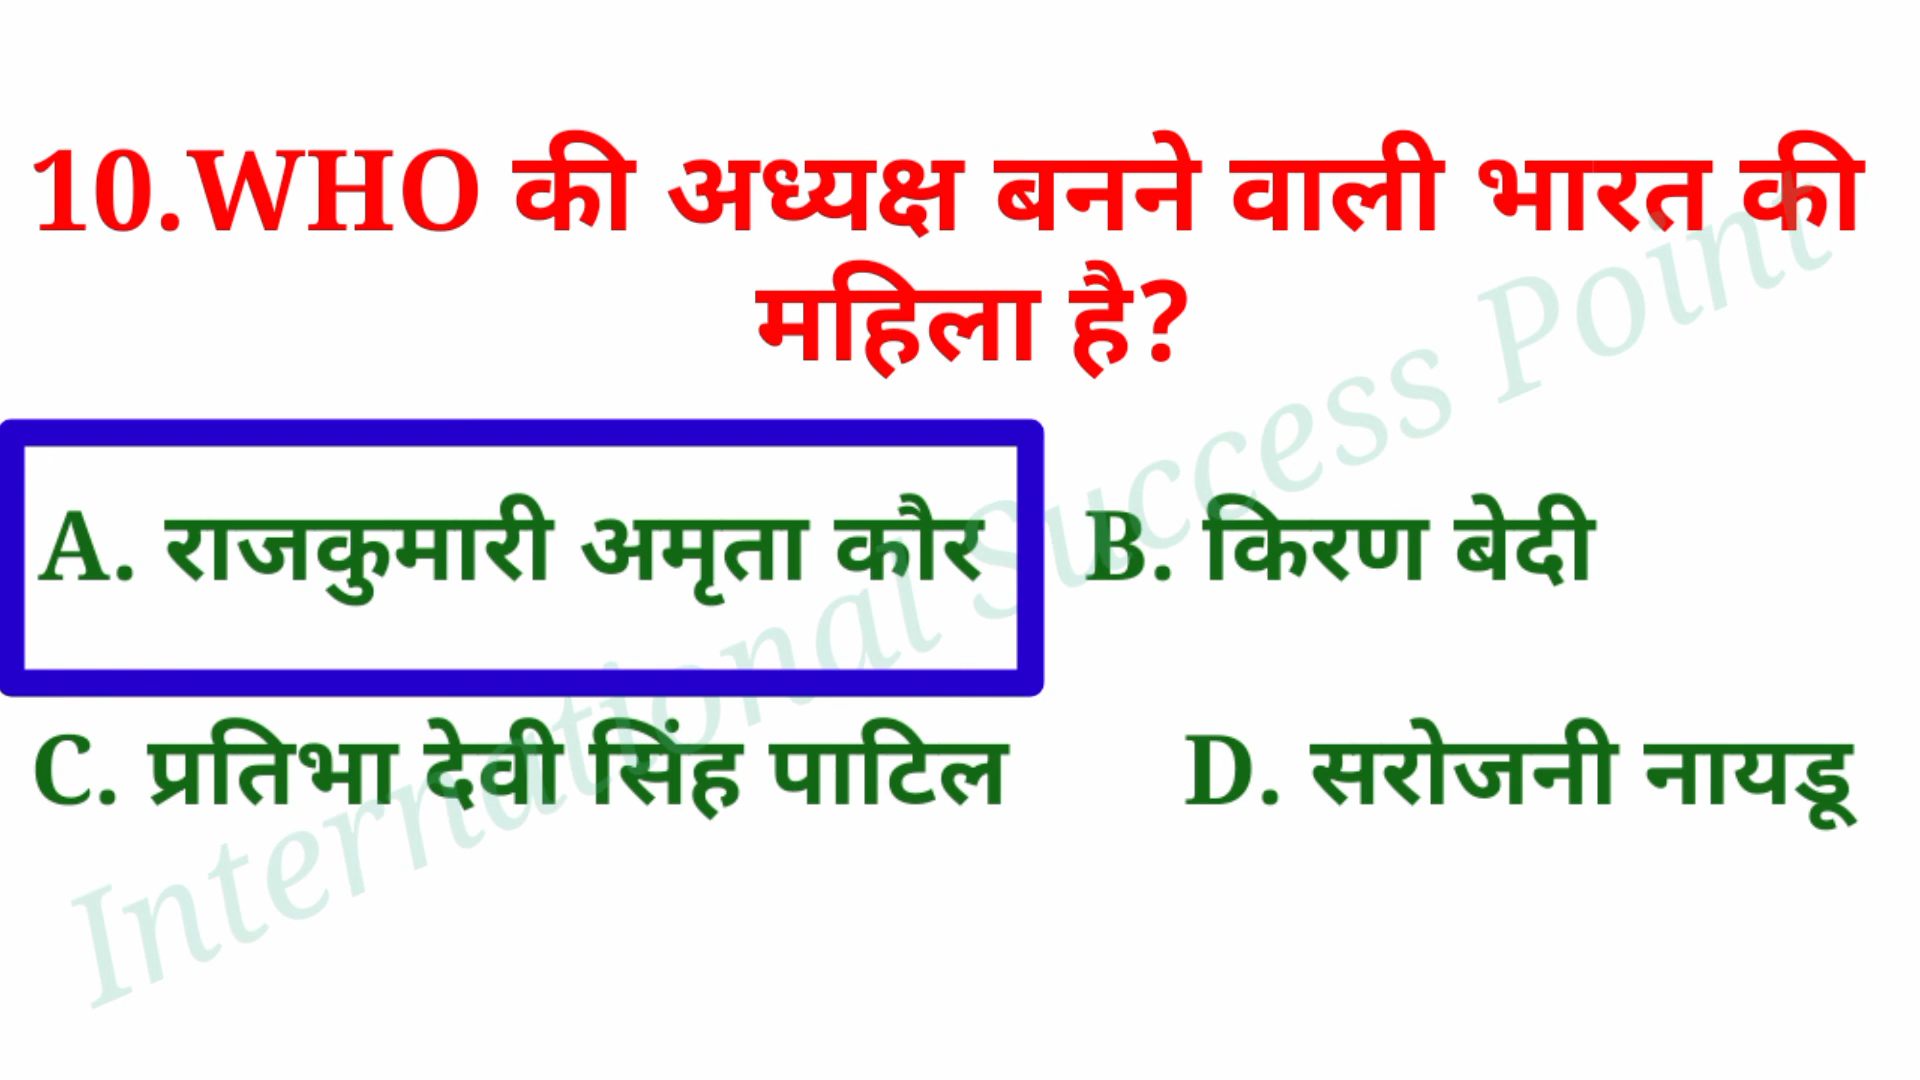 10.WHO की अध्यक्ष बनने वाली भारत की
महिला है?
A. राजकुमारी अमृता कौर B. किरण बेदी
C. प्रतिभा देवी सिंह पाटिल D. सरोजनी नायडू
International Success Point